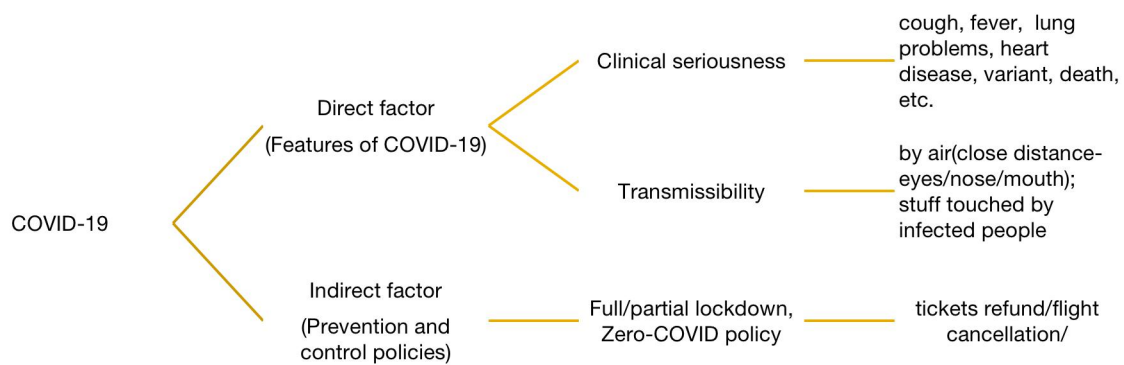 COVID-19
Direct factor
(Features of COVID-19)
Clinical seriousness
cough, fever, lung
problems, heart
disease, variant, death,
etc.
Transmissibility
by air(close distance-
eyes/nose/mouth);
stuff touched by
infected people
Indirect factor
(Prevention and
control policies)
Full/partial lockdown,
Zero-COVID policy
tickets refund/flight
cancellation/